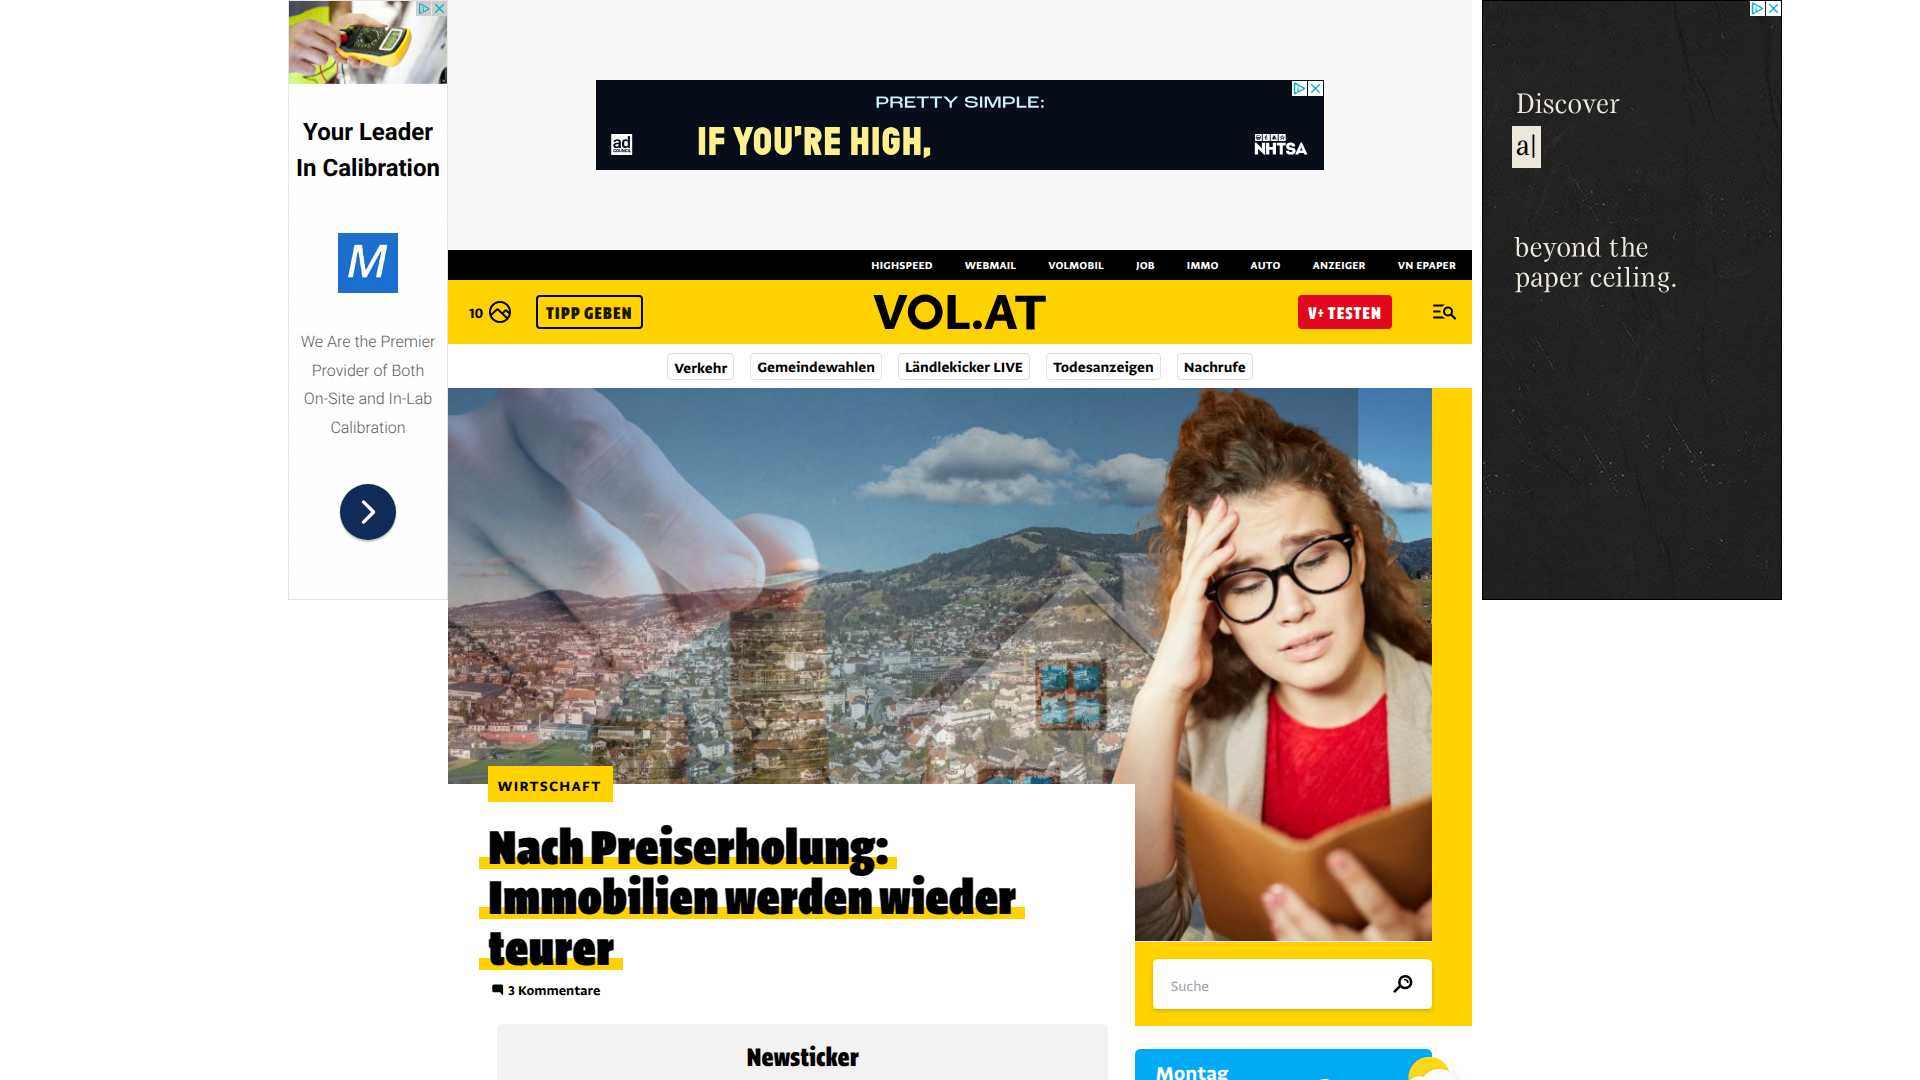 Your Leader
In Calibration
M
We Are the Premier
Provider of Both
On-Site and In-Lab
Calibration
PRETTY SIMPLE:
IF YOU'RE HIGH,
ad
COUNCIL
NHTSA
Discover
a|
beyond the
paper ceiling.
HIGHSPEED WEBMAIL VOLMOBIL JOB IMMO AUTO ANZEIGER VN EPAPER
10 TIPP GEBEN VOL.AT V+ TESTEN
Verkehr Gemeindewahlen Ländlekicker LIVE Todesanzeigen Nachrufe
WIRTSCHAFT
Nach Preiserholung:
Immobilien werden wieder
teurer
3 Kommentare
Suche
Newsticker
Montag